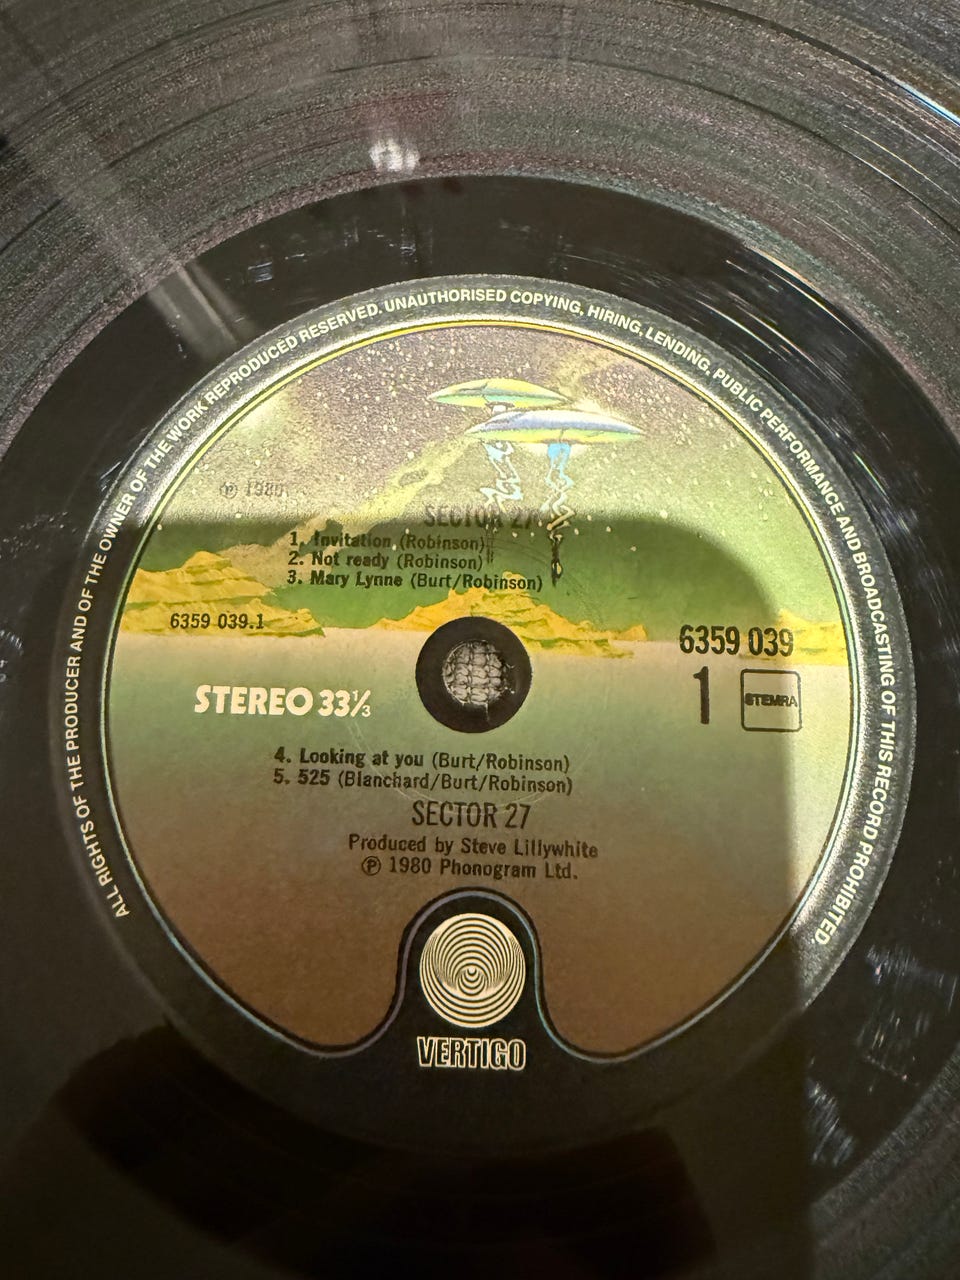 ALL RIGHTS OF THE PRODUCER AND OF THE OWNER OF THE WORK REPRODUCED RESERVED. UNAUTHORISED COPYING, HIRING, LENDING, PUBLIC PERFORMANCE AND BROADCASTING OF THIS RECORD PROHIBITED.
℗ 1980
SECTOR 27
1. Invitation (Robinson)
2. Not ready (Robinson)
3. Mary Lynne (Burt/Robinson)
6359 039.1
6359 039
STEREO 33⅓
1
STEMRA
4. Looking at you (Burt/Robinson)
5. 525 (Blanchard/Burt/Robinson)
SECTOR 27
Produced by Steve Lillywhite
℗ 1980 Phonogram Ltd.
VERTIGO